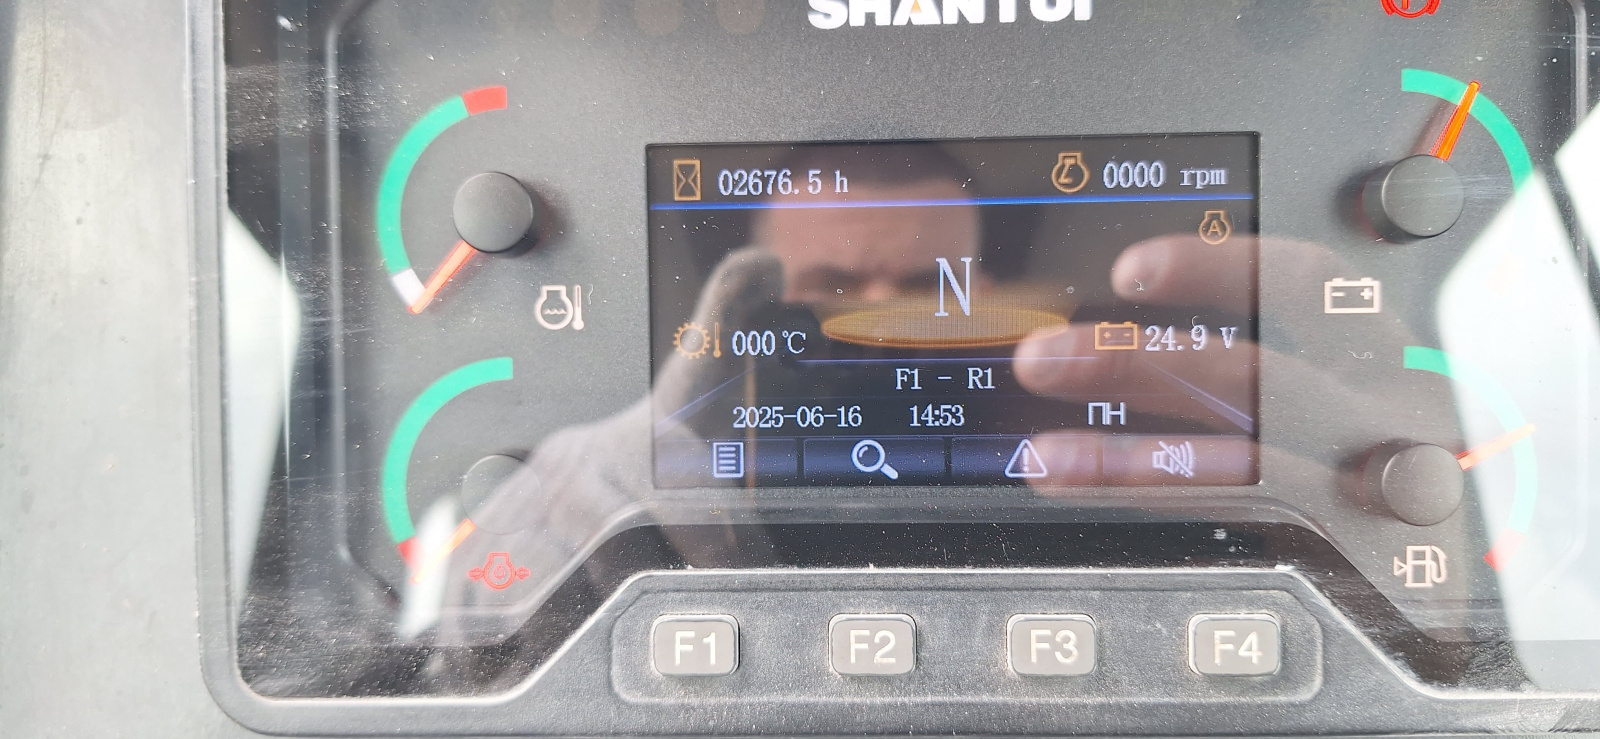 SHANTUI
02676.5 h 0000 rpm
A
N
000 ℃ 24.9 V
F1 - R1
2025-06-16 14:53 ПН
F1 F2 F3 F4